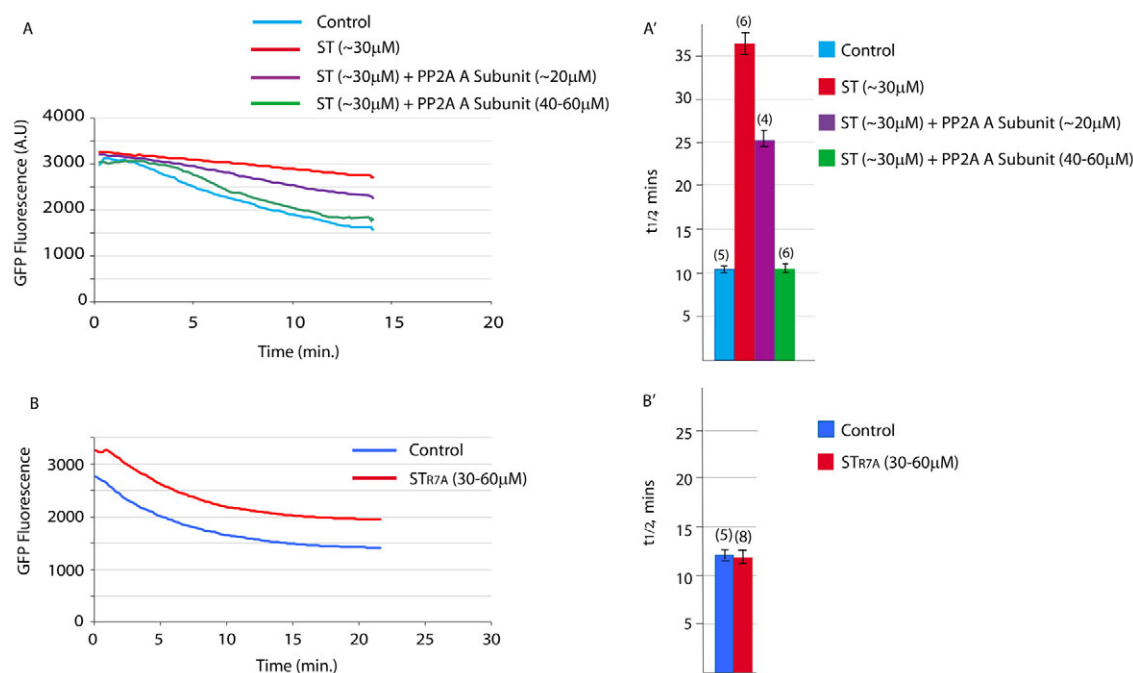 A
Control
ST (~30μM)
ST (~30μM) + PP2A A Subunit (~20μM)
ST (~30μM) + PP2A A Subunit (40-60μM)
GFP Fluorescence (A.U)
4000
3000
2000
1000
0
0 5 10 15 20
Time (min.)
A'
t1/2, mins
35
30
25
20
15
10
5
(5)
(6)
(4)
(6)
Control
ST (~30μM)
ST (~30μM) + PP2A A Subunit (~20μM)
ST (~30μM) + PP2A A Subunit (40-60μM)
B
Control
STR7A (30-60μM)
GFP Fluorescence
3000
2000
1000
0
0 5 10 15 20 25 30
Time (min.)
B'
t1/2, mins
25
20
15
10
5
(5) (8)
Control
STR7A (30-60μM)